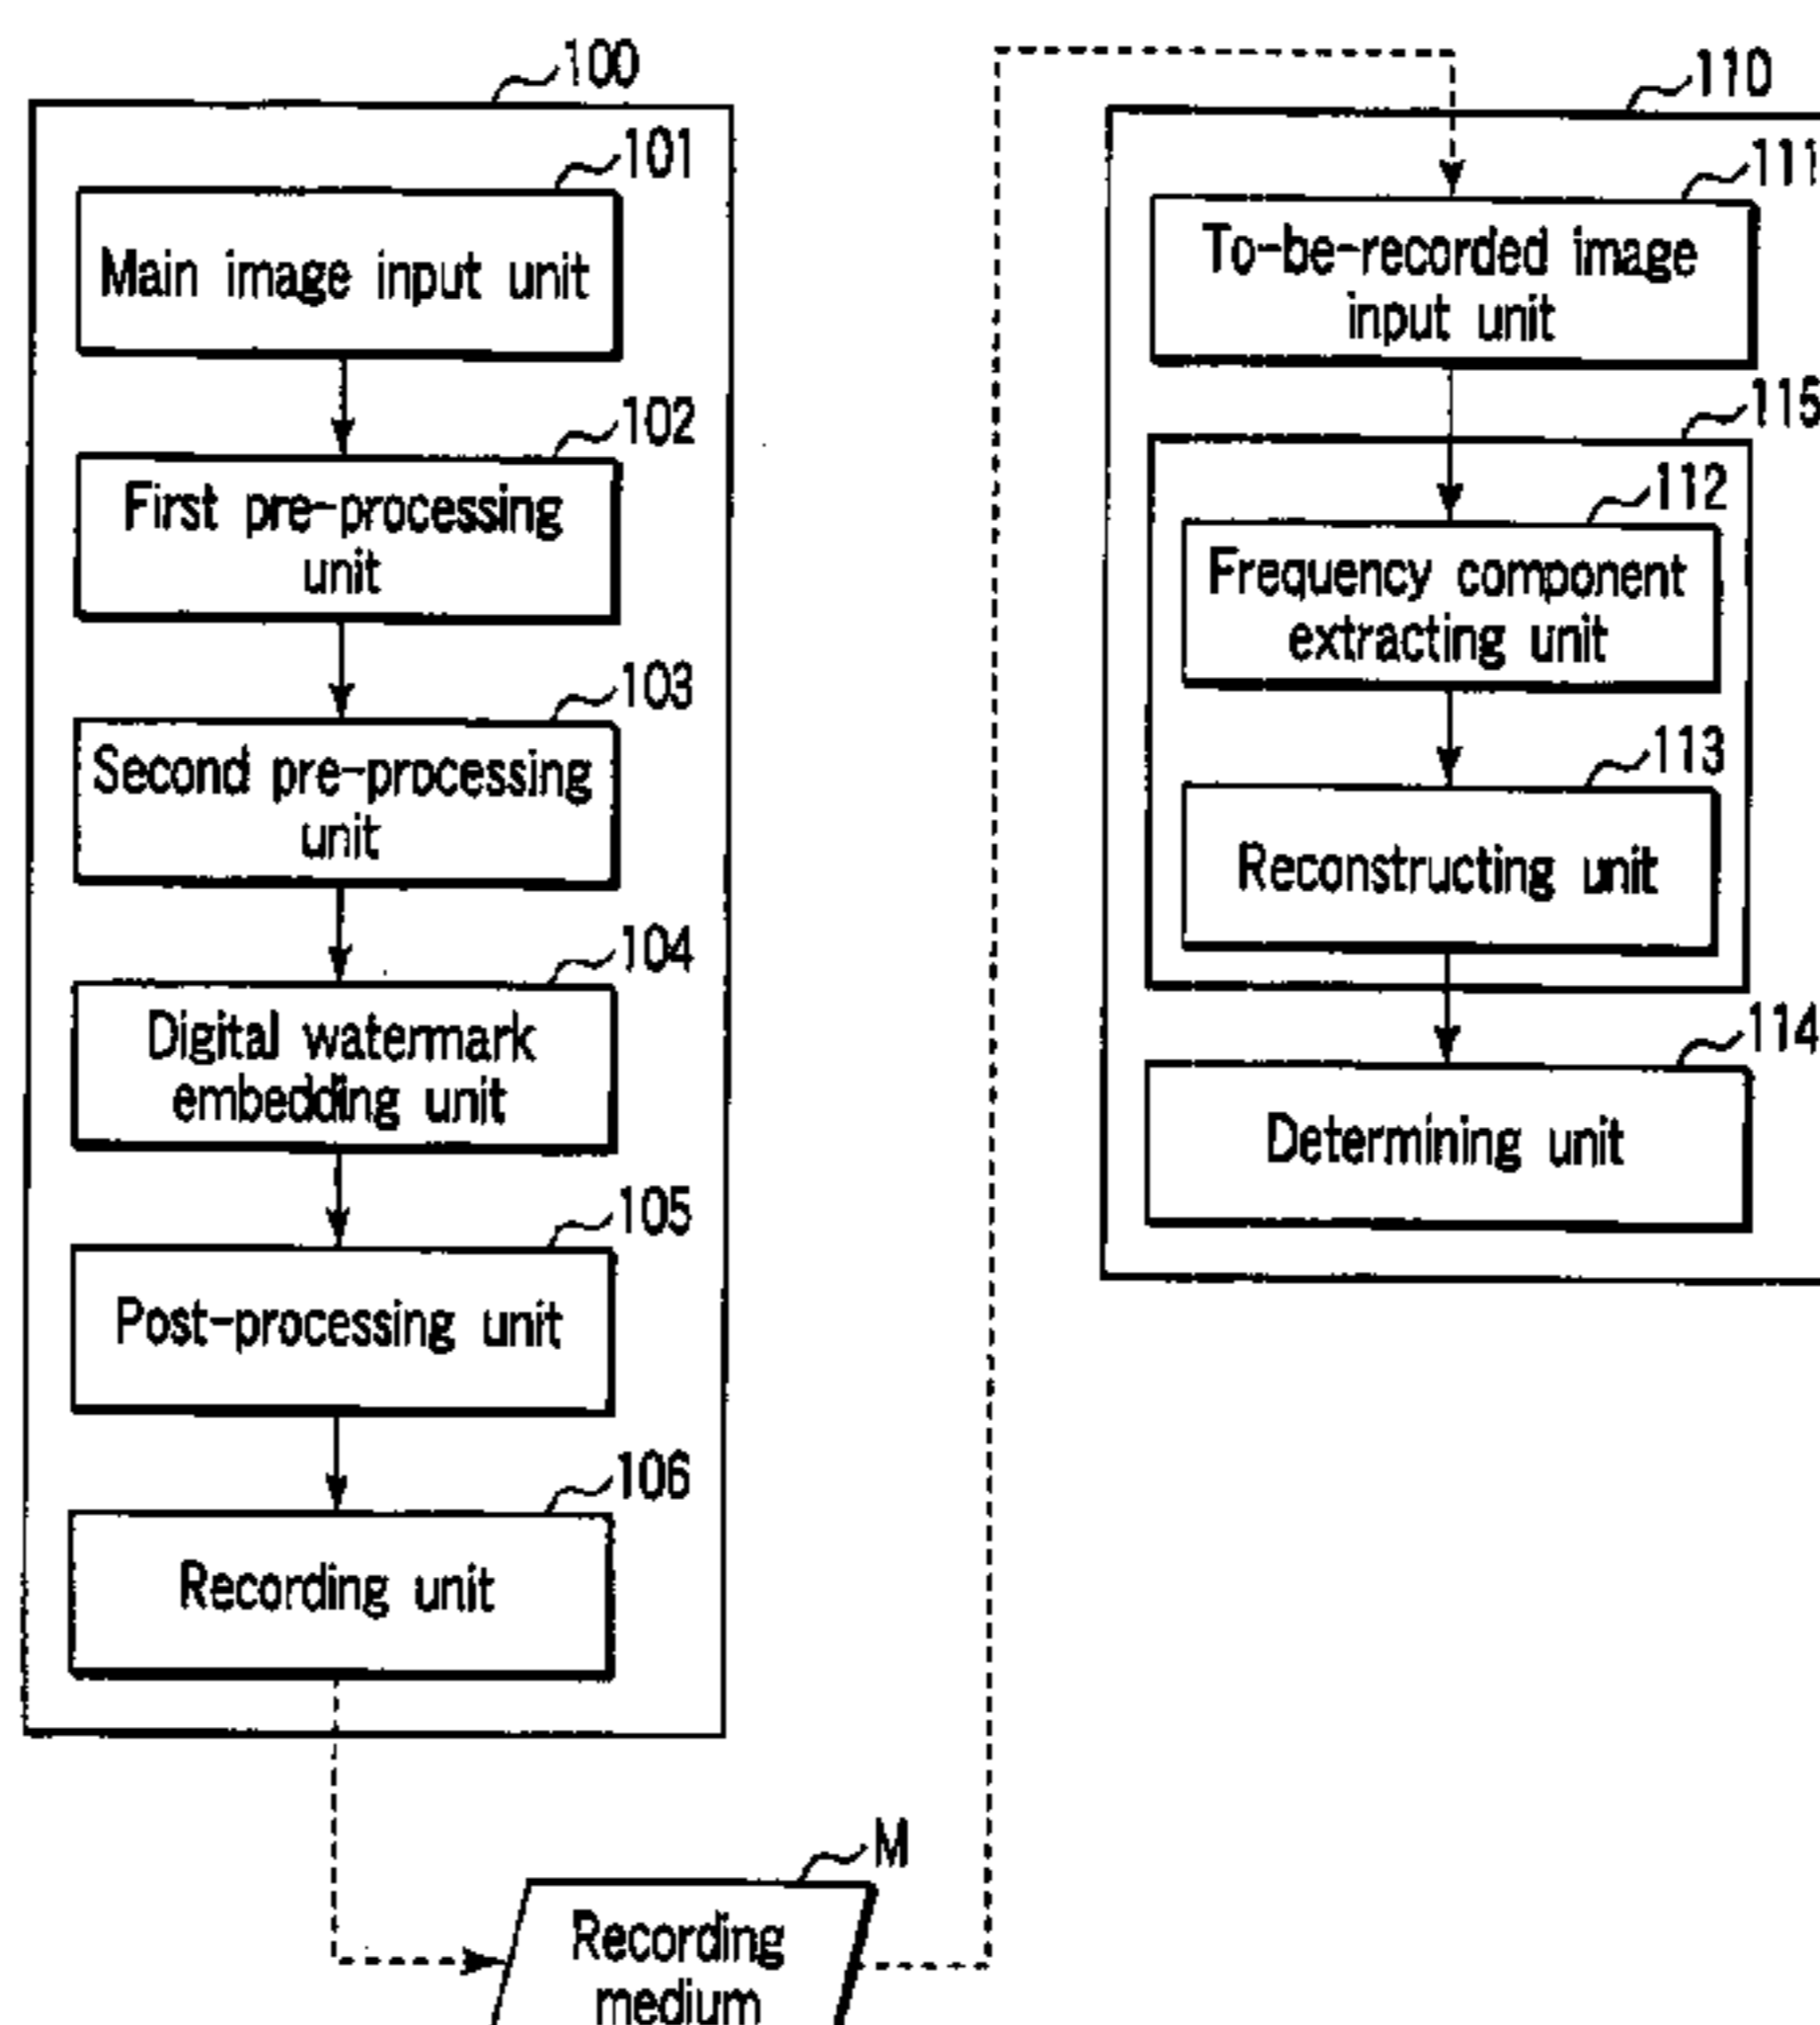 100
101
Main image input unit
102
First pre-processing
unit
103
Second pre-processing
unit
104
Digital watermark
embedding unit
105
Post-processing unit
106
Recording unit
M
Recording
medium
110
111
To-be-recorded image
input unit
115
112
Frequency component
extracting unit
113
Reconstructing unit
114
Determining unit